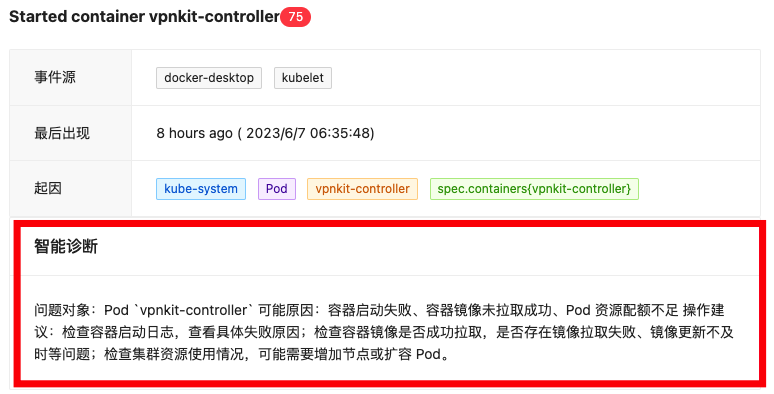 Started container vpnkit-controller 75
事件源 docker-desktop kubelet
最后出现 8 hours ago ( 2023/6/7 06:35:48)
起因 kube-system Pod vpnkit-controller spec.containers{vpnkit-controller}
智能诊断
问题对象：Pod `vpnkit-controller` 可能原因：容器启动失败、容器镜像未拉取成功、Pod 资源配额不足 操作建
议：检查容器启动日志，查看具体失败原因；检查容器镜像是否成功拉取，是否存在镜像拉取失败、镜像更新不及
时等问题；检查集群资源使用情况，可能需要增加节点或扩容 Pod。